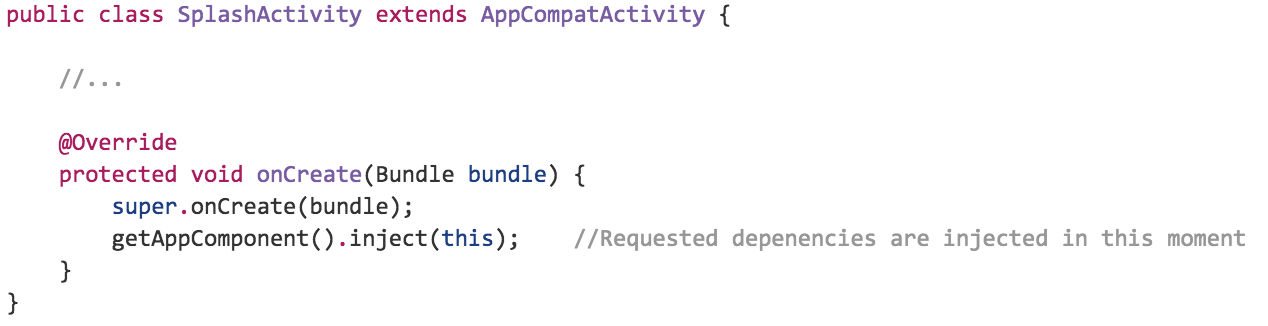 public class SplashActivity extends AppCompatActivity {
//...
@Override
protected void onCreate(Bundle bundle) {
super.onCreate(bundle);
getAppComponent().inject(this); //Requested depenencies are injected in this moment
}
}